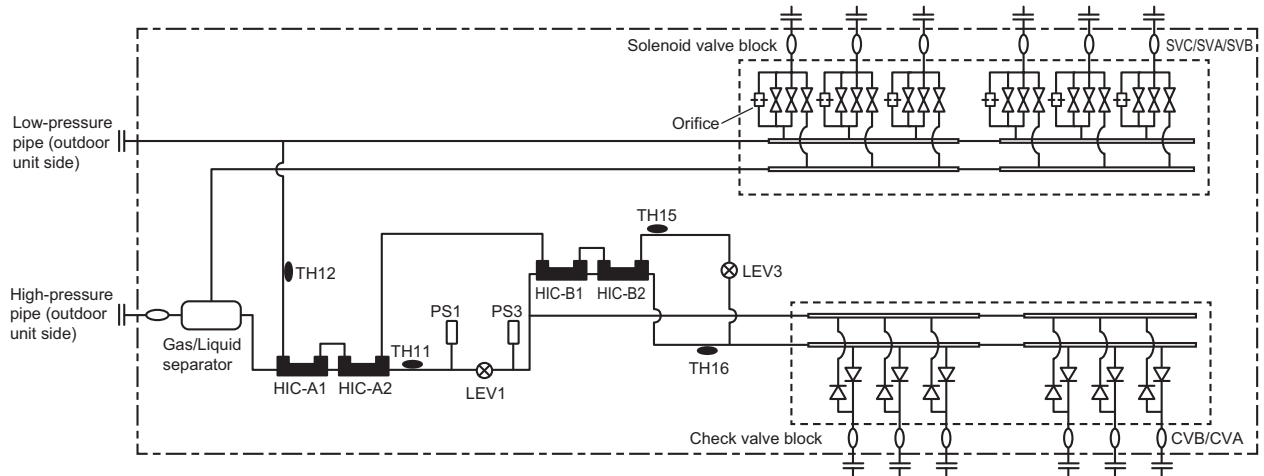 Solenoid valve block
SVC/SVA/SVB
Orifice
Low-pressure
pipe (outdoor
unit side)
TH15
TH12
LEV3
HIC-B1
HIC-B2
High-pressure
pipe (outdoor
unit side)
PS1
PS3
Gas/Liquid
separator
TH11
TH16
HIC-A1
HIC-A2
LEV1
Check valve block
CVB/CVA